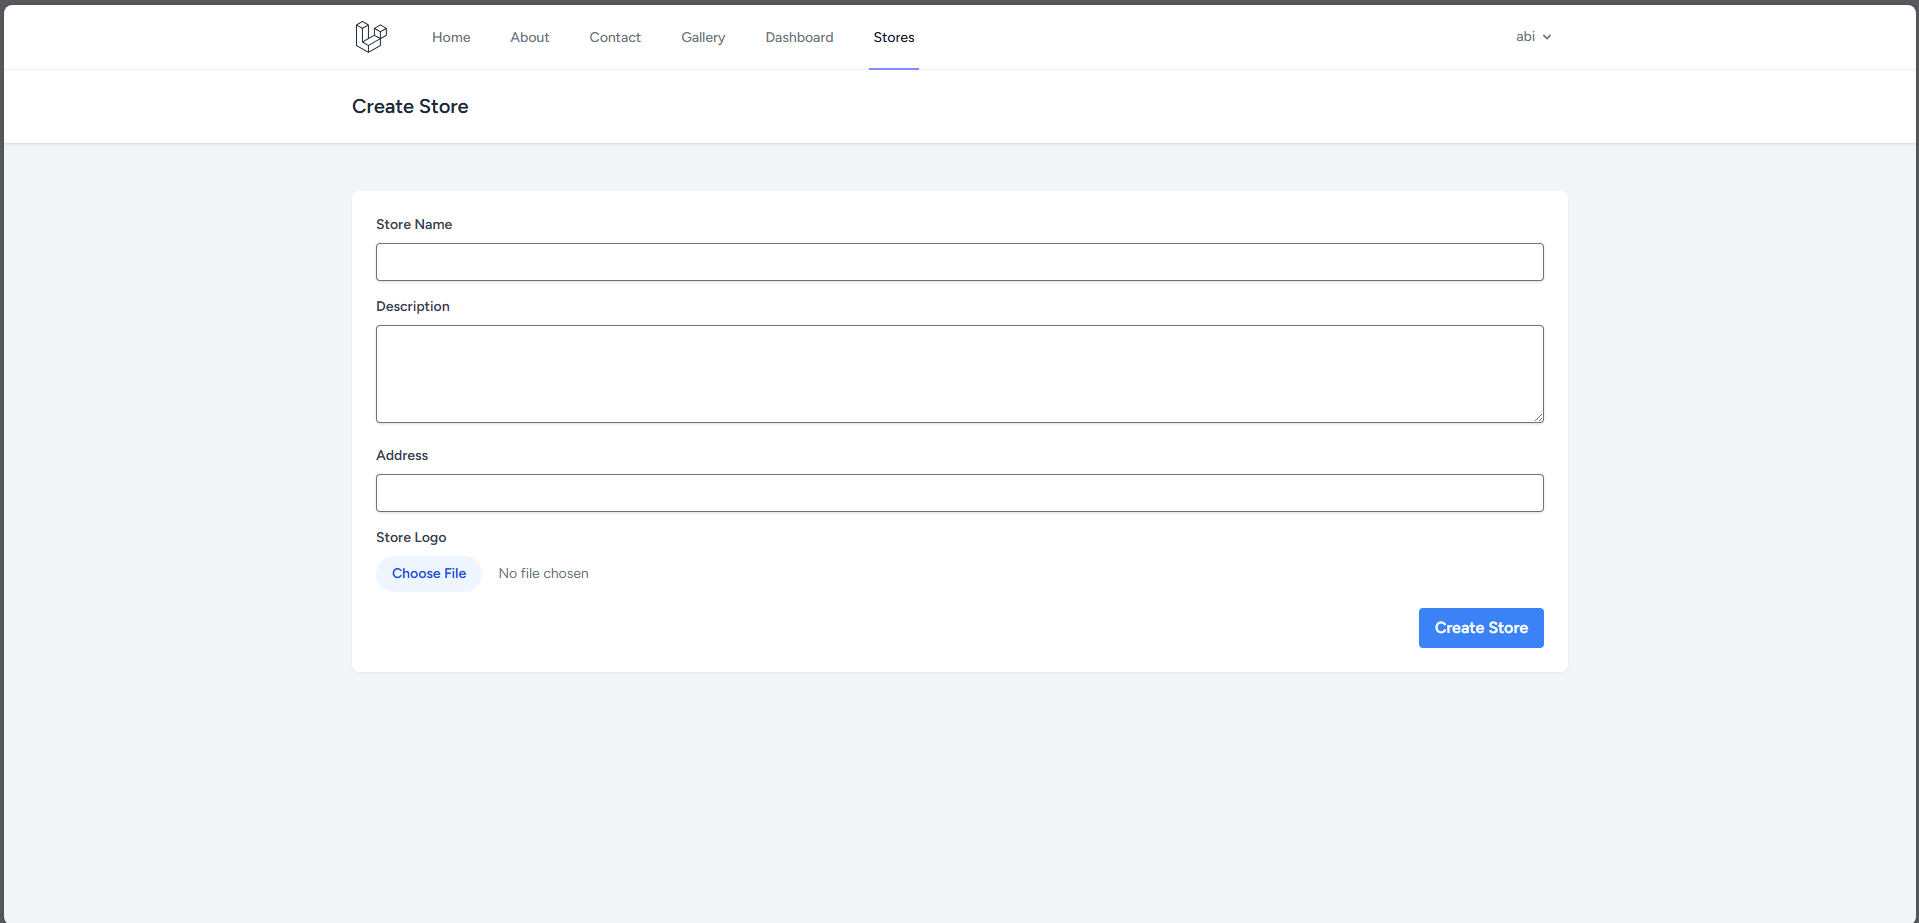 Home About Contact Gallery Dashboard Stores abi
Create Store
Store Name
Description
Address
Store Logo
Choose File No file chosen
Create Store